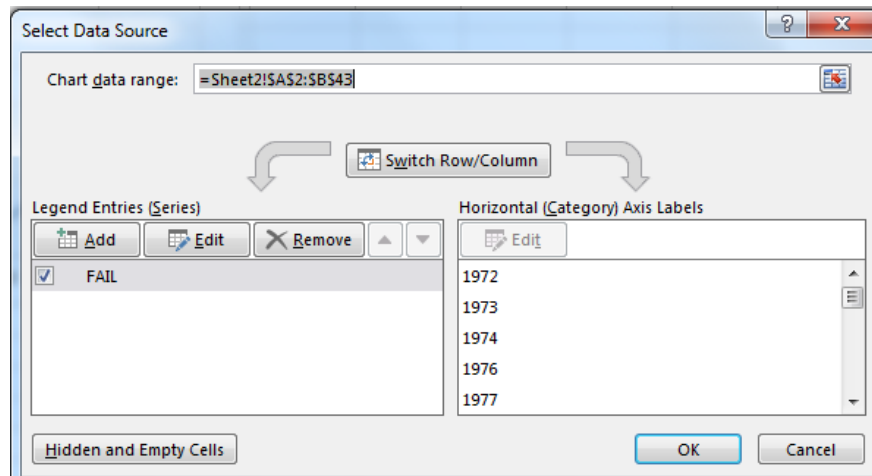 Select Data Source
Chart data range: =Sheet2!$A$2:$B$43
Switch Row/Column
Legend Entries (Series)
Add Edit Remove
FAIL
Horizontal (Category) Axis Labels
Edit
1972
1973
1974
1976
1977
Hidden and Empty Cells
OK Cancel